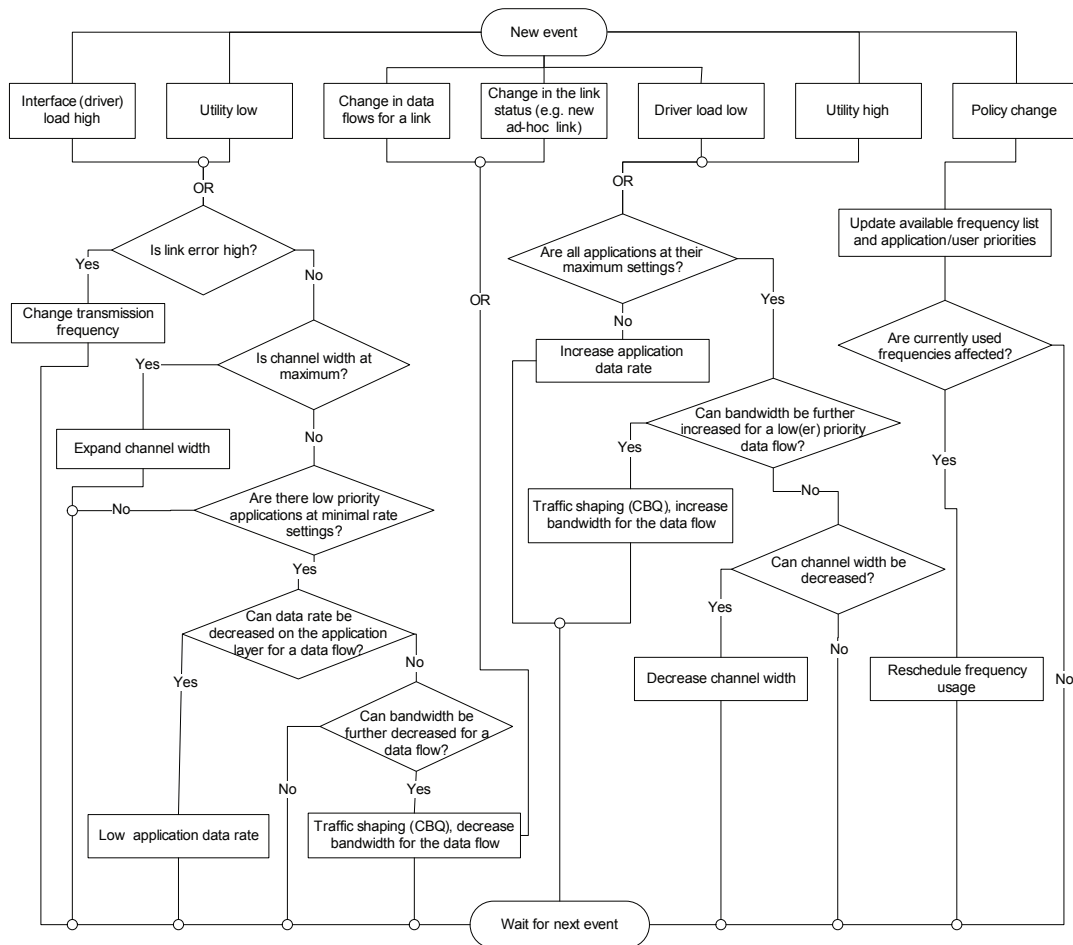 New event
Interface (driver)
load high
Utility low
Change in data
flows for a link
Change in the link
status (e.g. new
ad-hoc link)
Driver load low
Utility high
Policy change
OR
OR
Update available frequency list
and application/user priorities
Is link error high?
Are all applications at their
maximum settings?
Yes
No
OR
Yes
Change transmission
frequency
No
Is channel width at
maximum?
Increase application
data rate
Are currently used
frequencies affected?
Yes
Can bandwidth be further
increased for a low(er) priority
data flow?
Expand channel width
No
Yes
Yes
No
Are there low priority
applications at minimal rate
settings?
No
Traffic shaping (CBQ), increase
bandwidth for the data flow
Yes
Can channel width be
decreased?
Can data rate be
decreased on the application
layer for a data flow?
Yes
No
No
Yes
Decrease channel width
Reschedule frequency
usage
No
Can bandwidth be
further decreased for a
data flow?
No
Yes
Low application data rate
Traffic shaping (CBQ), decrease
bandwidth for the data flow
Wait for next event